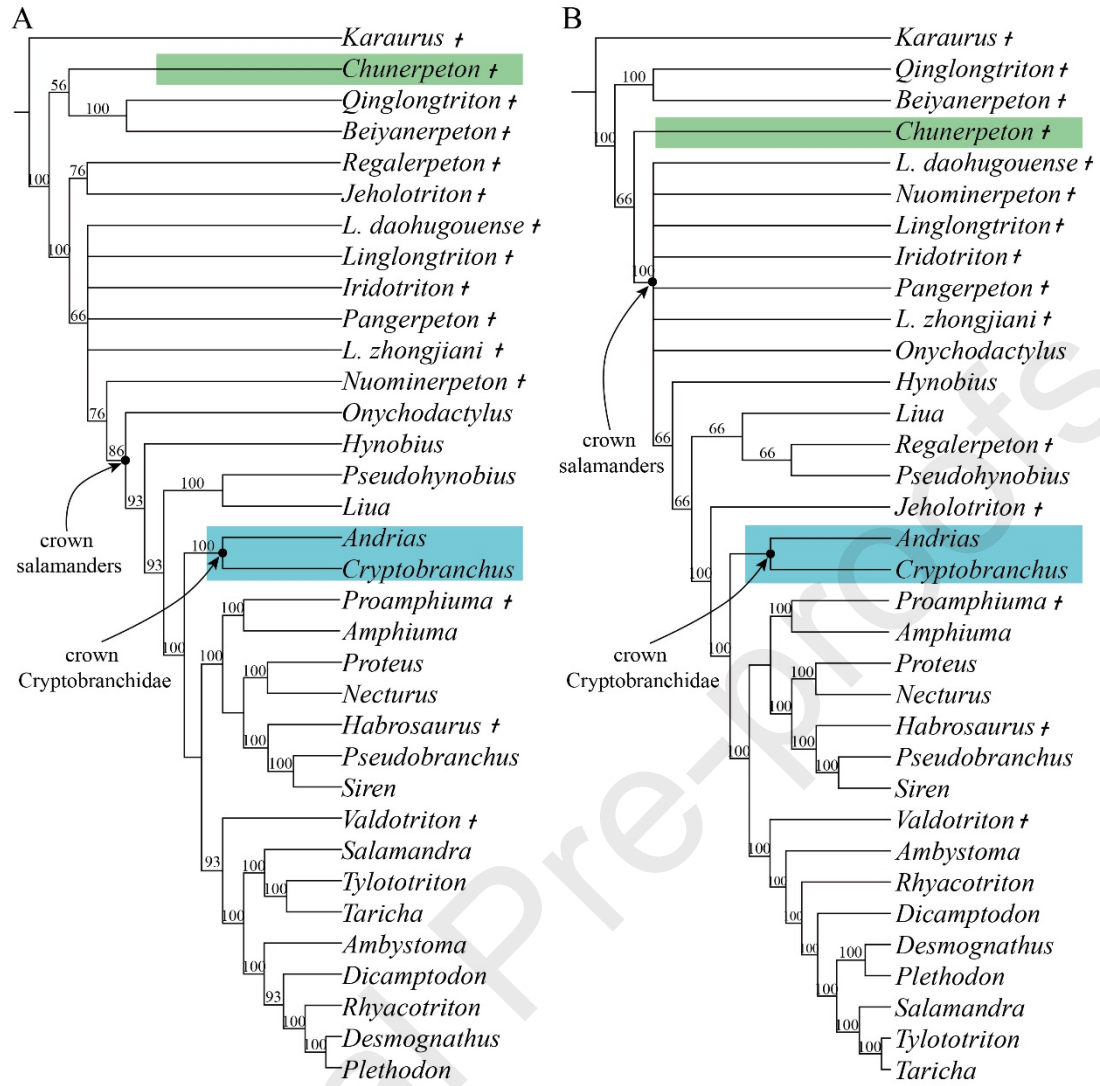 A
Karaurus †
Chunerpeton †
56
Qinglongtriton †
100
Beiyanerpeton †
Regalerpeton †
76
Jeholotriton †
100
L. daohugouense †
Linglongtriton †
100
Iridotriton †
Pangerpeton †
66
L. zhongjiani †
Nuominerpeton †
76
Onychodactylus
86
Hynobius
crown
salamanders
93
Pseudohynobius
100
Liua
93
Andrias
100
Cryptobranchus
Proamphiuma †
100
Amphiuma
crown
Cryptobranchidae
100
100
Proteus
100
Necturus
100
Habrosaurus †
100
Pseudobranchus
100
Siren
Valdotriton †
93
Salamandra
100
Tylototriton
100
Taricha
100
Ambystoma
100
Dicamptodon
93
Rhyacotriton
100
Desmognathus
100
Plethodon
B
Karaurus †
Qinglongtriton †
100
Beiyanerpeton †
100
Chunerpeton †
L. daohugouense †
Nuominerpeton †
66
Linglongtriton †
Iridotriton †
100
Pangerpeton †
L. zhongjiani †
Onychodactylus
Hynobius
crown
salamanders
66
Liua
66
Regalerpeton †
66
Pseudohynobius
66
Jeholotriton †
Andrias
100
Cryptobranchus
100
Proamphiuma †
100
Amphiuma
crown
Cryptobranchidae
Proteus
100
Necturus
100
Habrosaurus †
100
Pseudobranchus
100
Siren
100
Valdotriton †
100
Ambystoma
100
Rhyacotriton
100
Dicamptodon
100
Desmognathus
100
Plethodon
100
Salamandra
100
Tylototriton
100
Taricha
al Pre-proofs